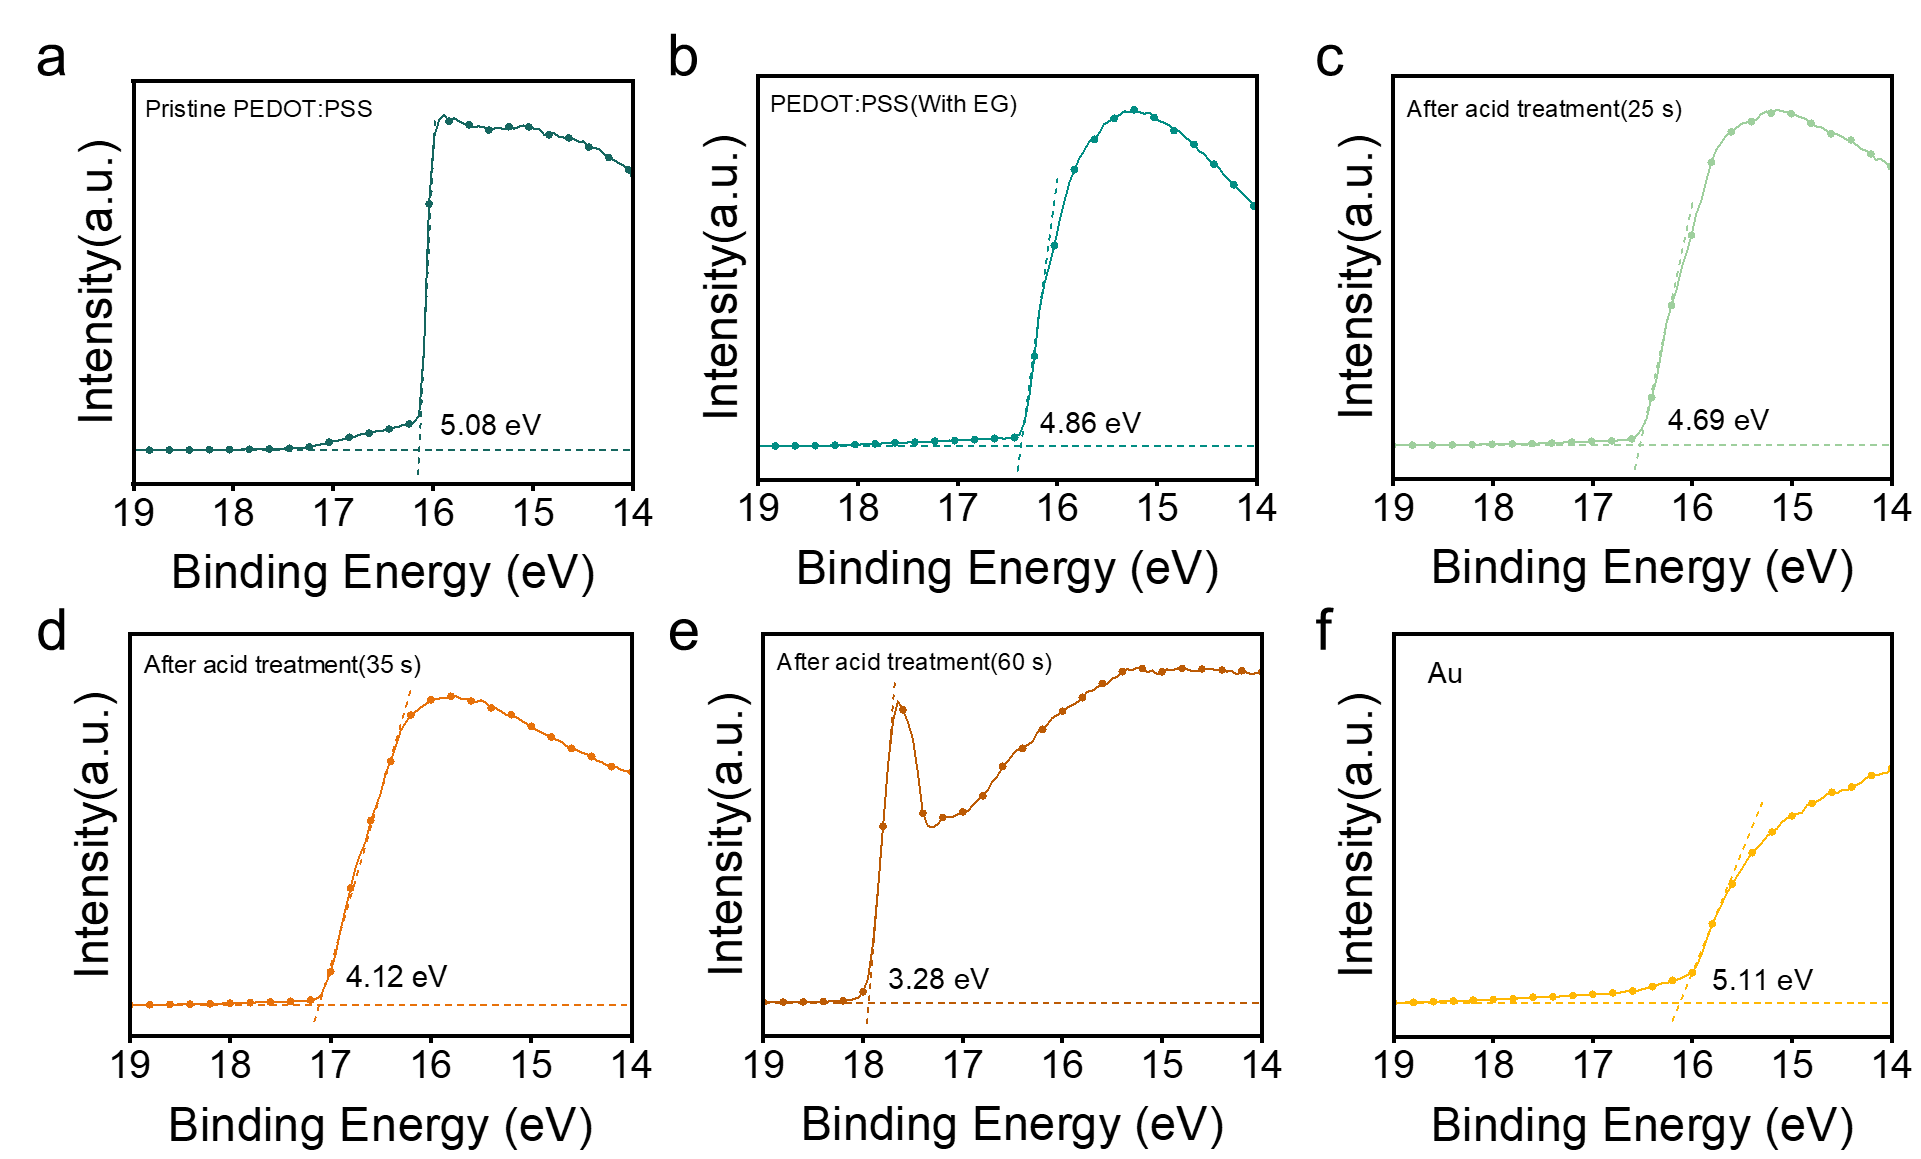 a
Pristine PEDOT:PSS
Intensity(a.u.)
5.08 eV
19 18 17 16 15 14
Binding Energy (eV)
b
PEDOT:PSS(With EG)
Intensity(a.u.)
4.86 eV
19 18 17 16 15 14
Binding Energy (eV)
c
After acid treatment(25 s)
Intensity(a.u.)
4.69 eV
19 18 17 16 15 14
Binding Energy (eV)
d
After acid treatment(35 s)
Intensity(a.u.)
4.12 eV
19 18 17 16 15 14
Binding Energy (eV)
e
After acid treatment(60 s)
Intensity(a.u.)
3.28 eV
19 18 17 16 15 14
Binding Energy (eV)
f
Au
Intensity(a.u.)
5.11 eV
19 18 17 16 15 14
Binding Energy (eV)